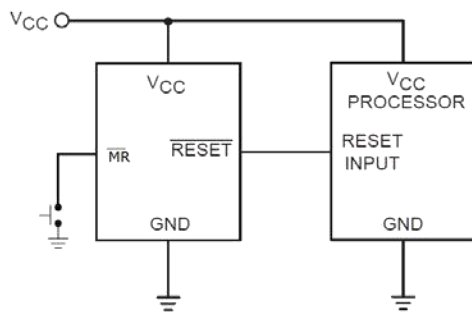 VCC
VCC
MR
RESET
GND
VCC
PROCESSOR
RESET
INPUT
GND